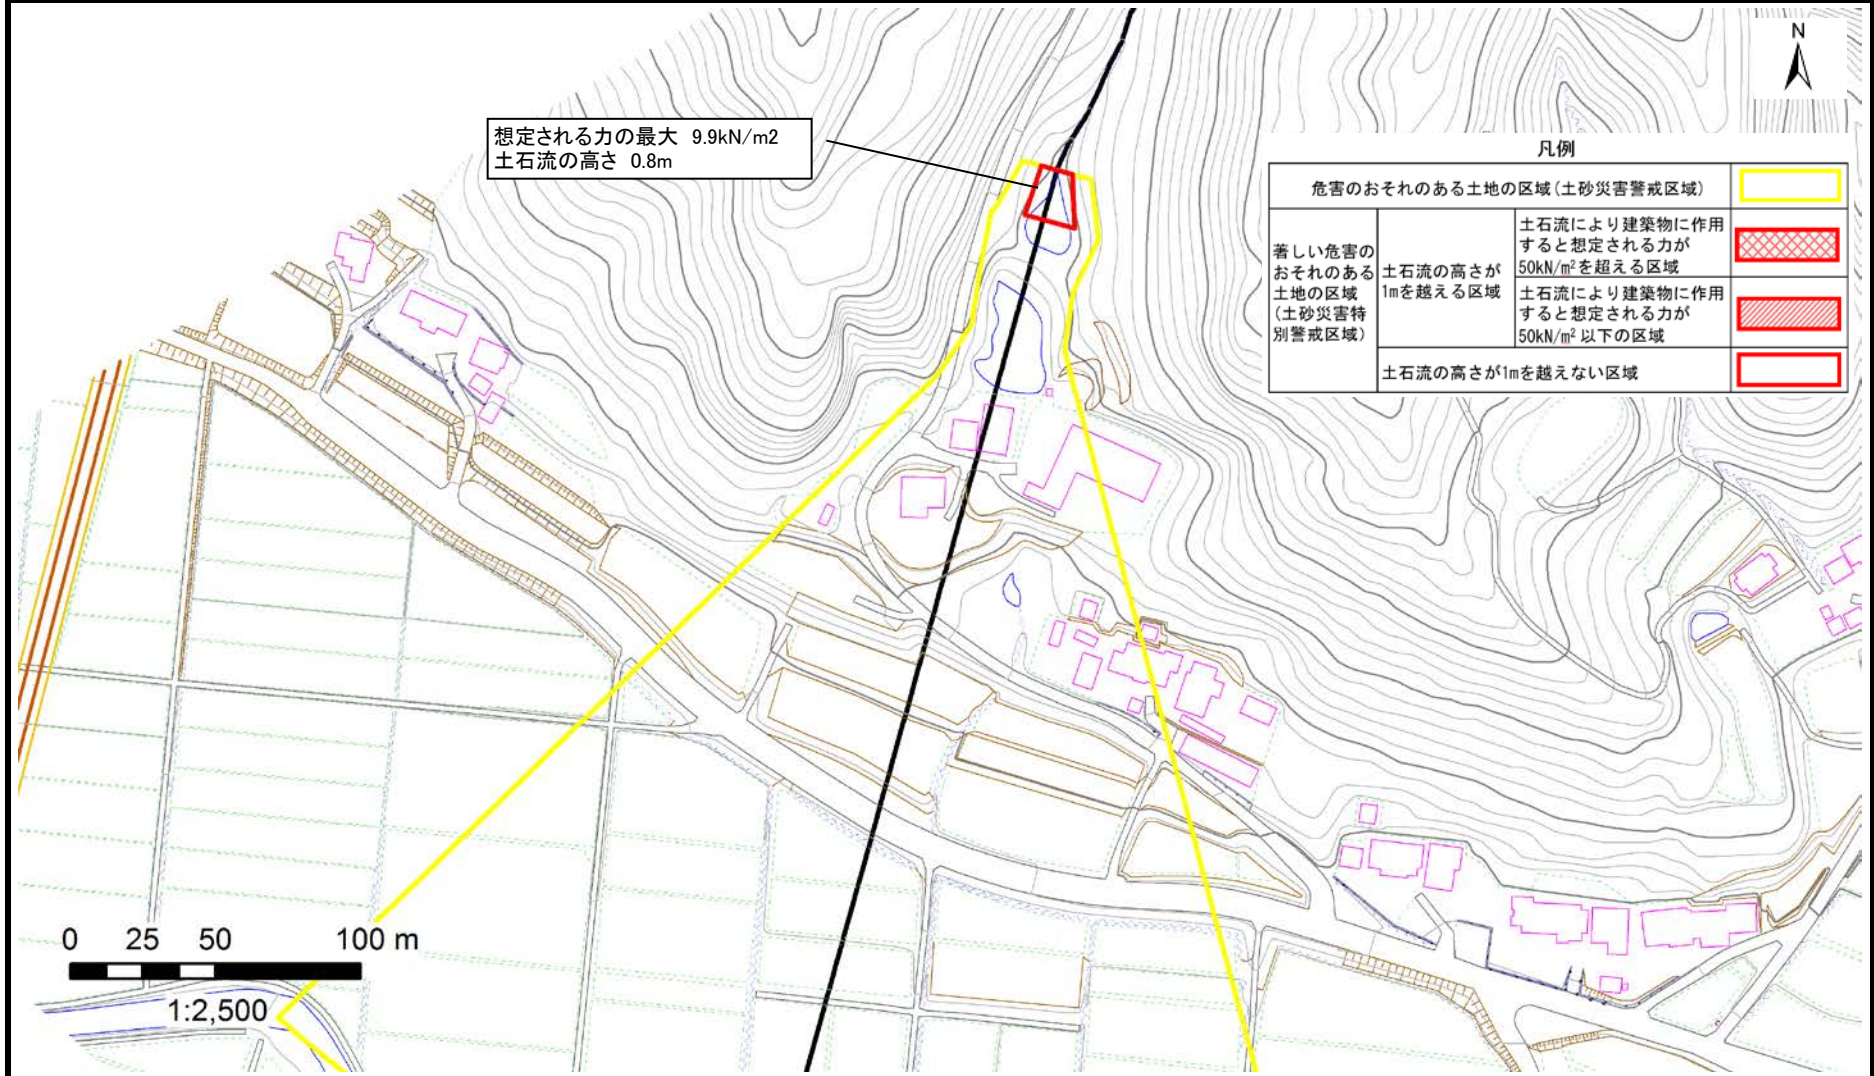 N
想定される力の最大 9.9kN/m2
土石流の高さ 0.8m
凡例
危害のおそれのある土地の区域(土砂災害警戒区域)
著しい危害の
おそれのある
土地の区域
(土砂災害特
別警戒区域)
土石流の高さが
1mを越える区域
土石流により建築物に作用
すると想定される力が
50kN/m²を超える区域
土石流により建築物に作用
すると想定される力が
50kN/m² 以下の区域
土石流の高さが1mを越えない区域
0 25 50 100 m
1:2,500